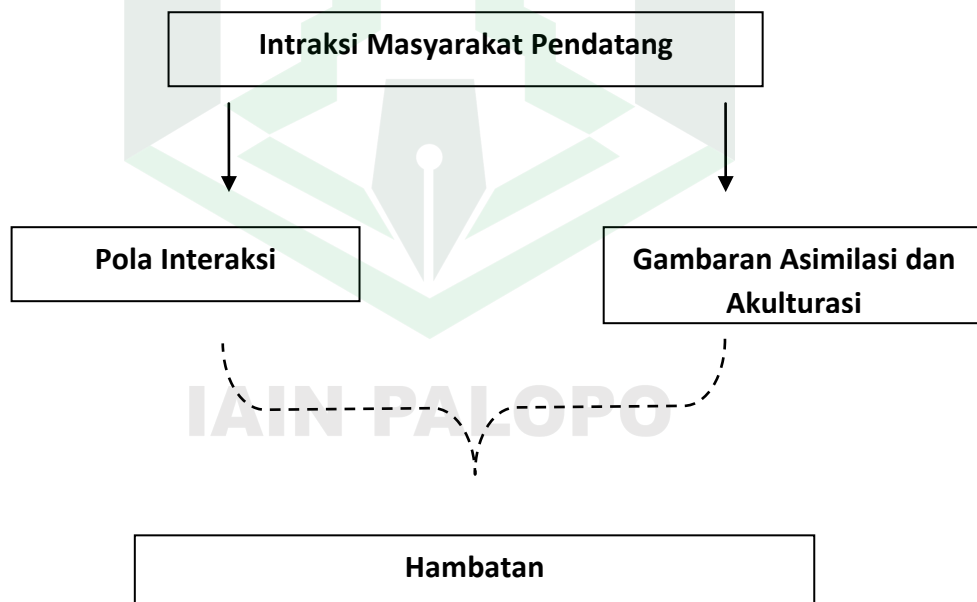 Intraksi Masyarakat Pendatang
Pola Interaksi
Gambaran Asimilasi dan
Akulturasi
IAIN PALOPO
Hambatan